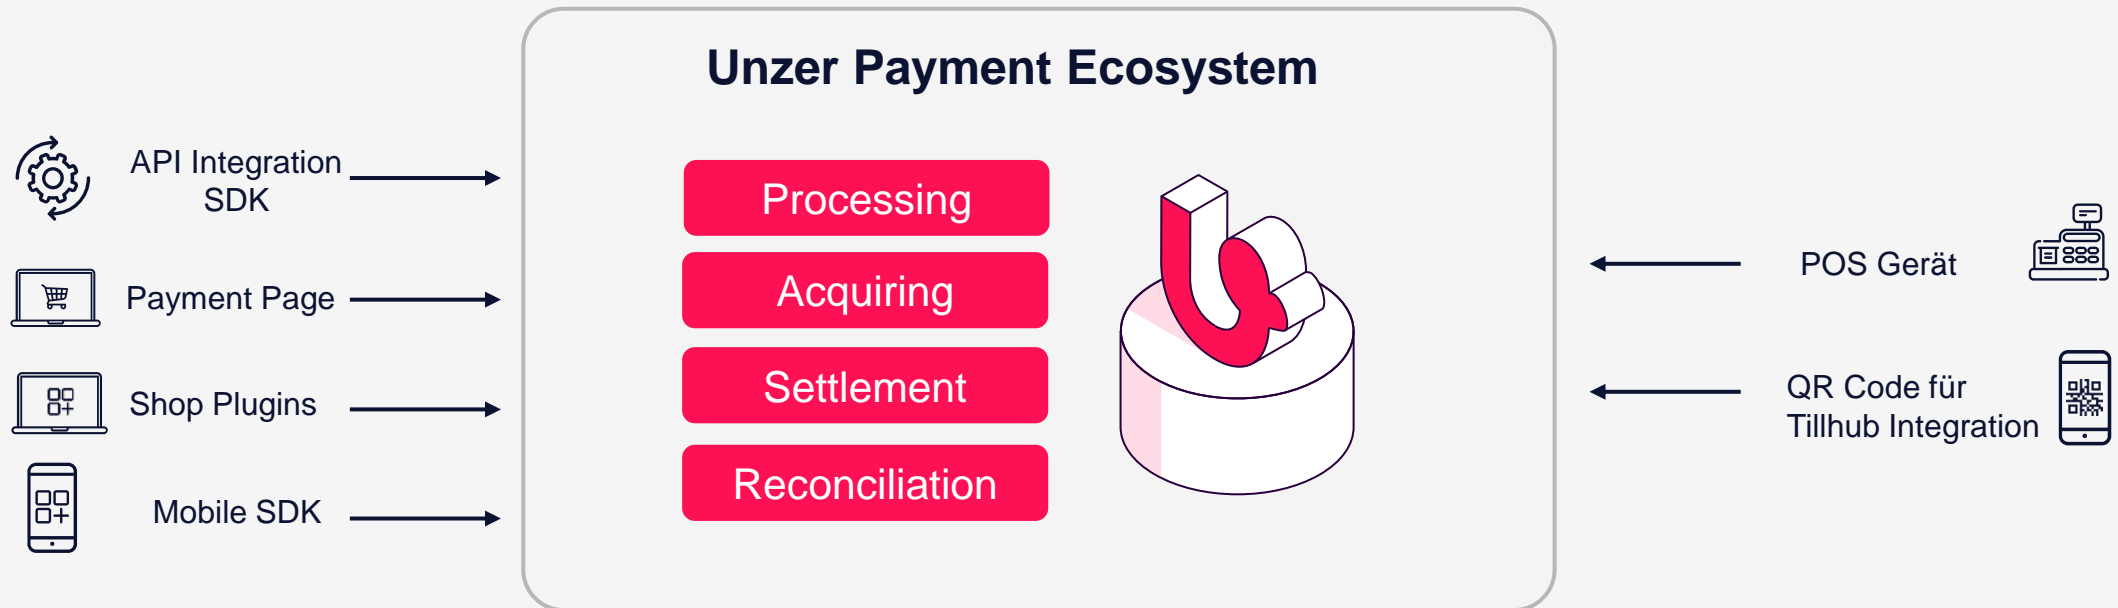 Unzer Payment Ecosystem
API Integration
SDK
Payment Page
Shop Plugins
Mobile SDK
Processing
Acquiring
Settlement
Reconciliation
POS Gerät
QR Code für
Tillhub Integration